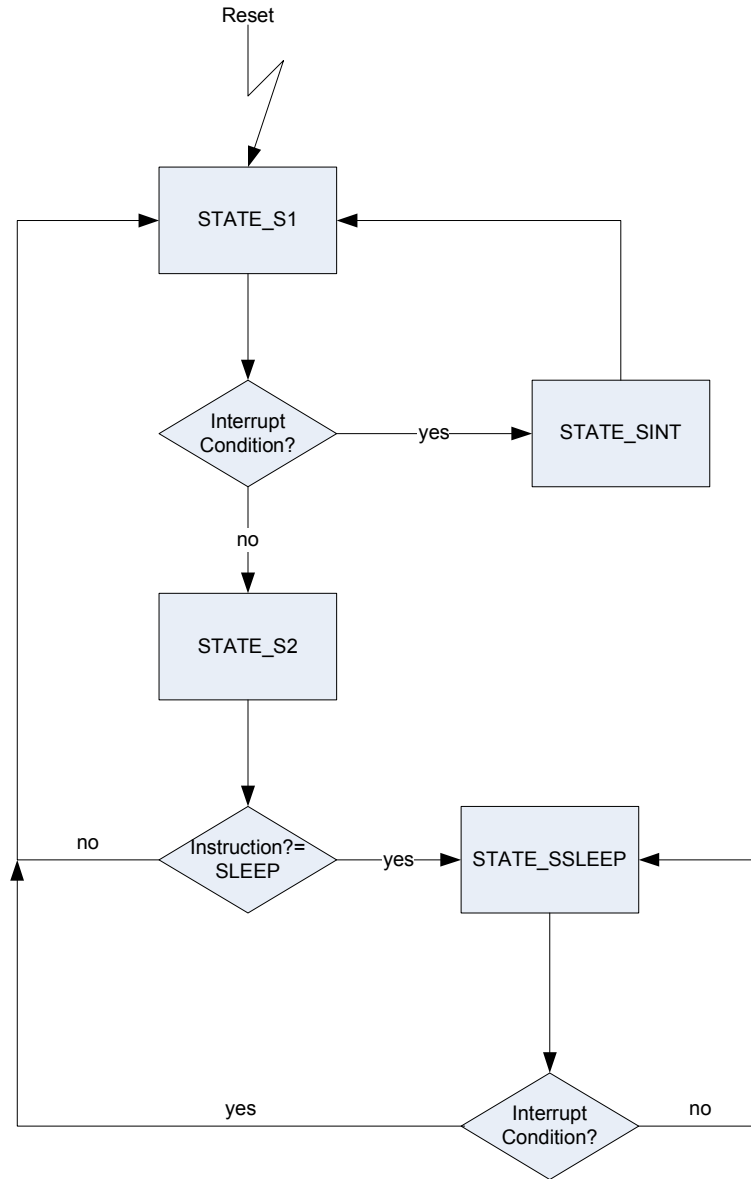 Reset
STATE_S1
Interrupt
Condition?
yes
STATE_SINT
no
STATE_S2
no
Instruction?=
SLEEP
yes
STATE_SSLEEP
yes
Interrupt
Condition?
no